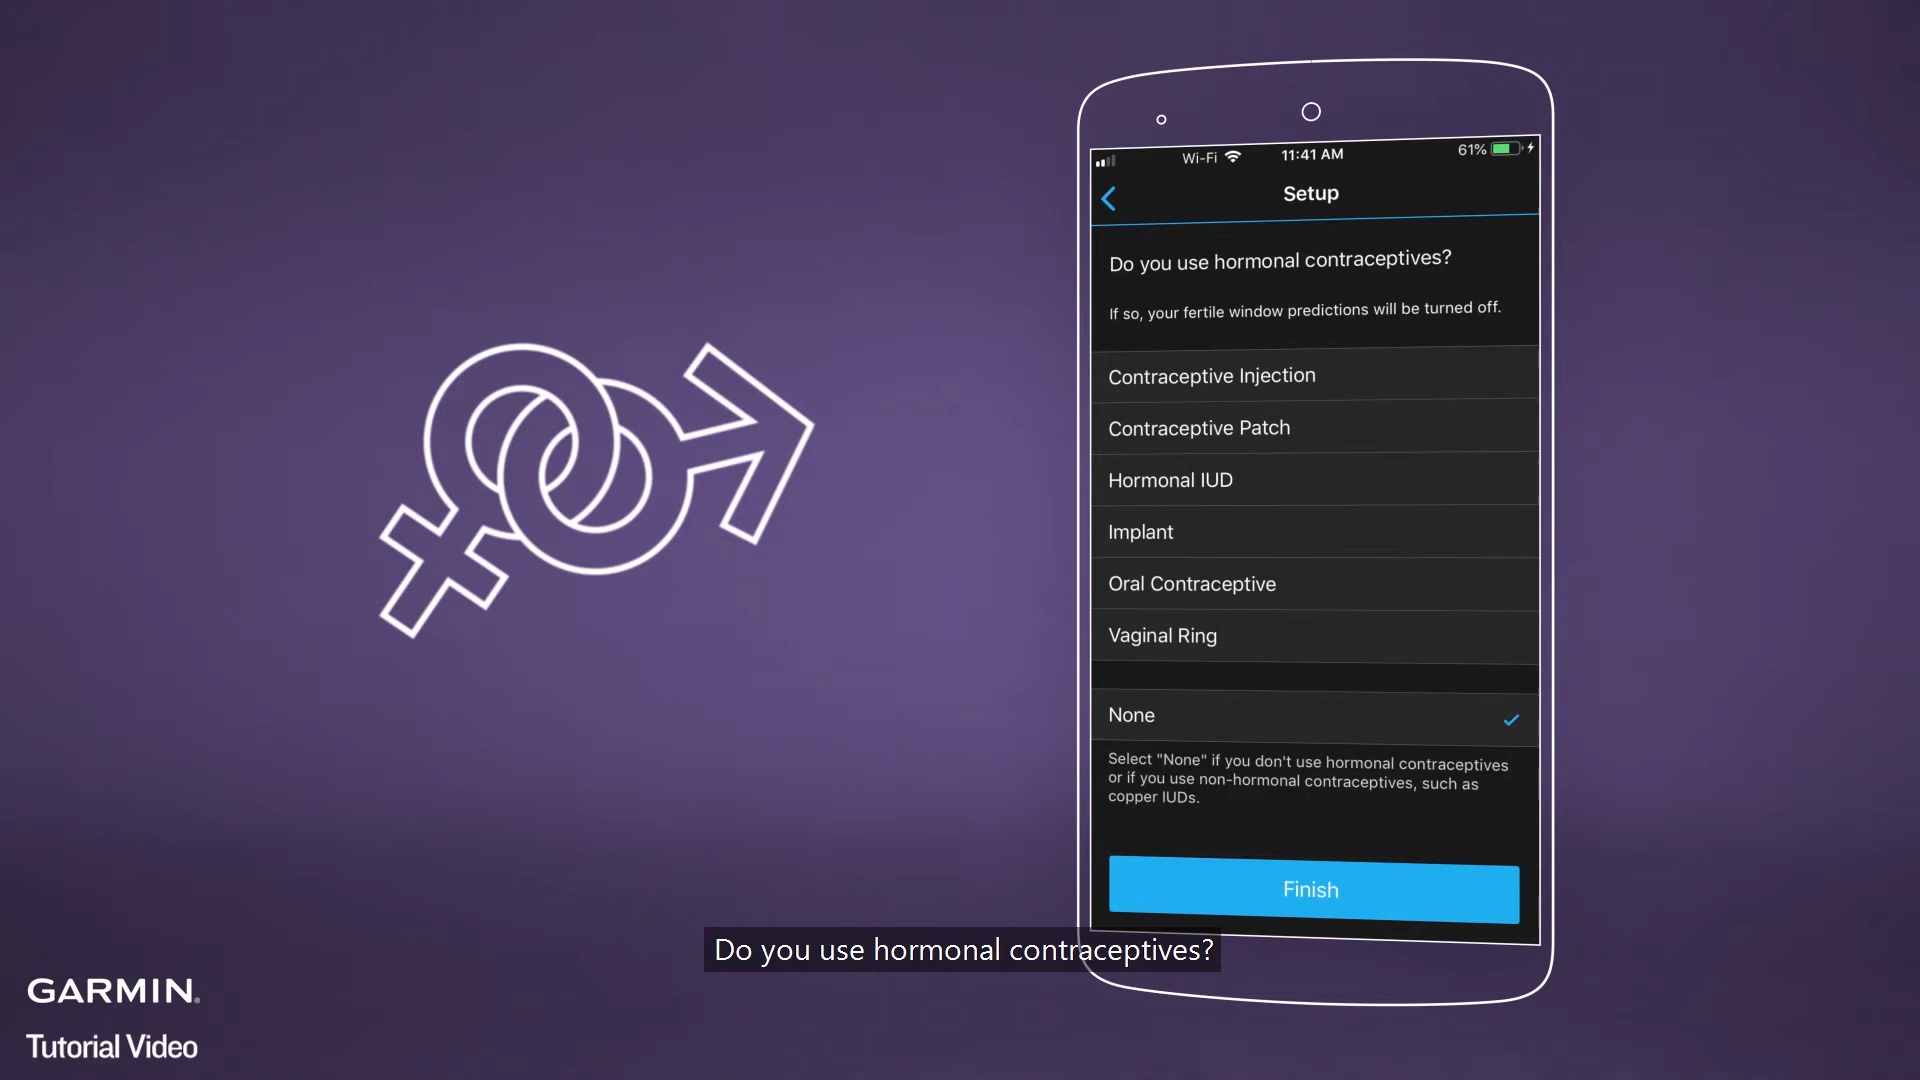 Wi-Fi
11:41 AM
61%
Setup
Do you use hormonal contraceptives?
If so, your fertile window predictions will be turned off.
Contraceptive Injection
Contraceptive Patch
Hormonal IUD
Implant
Oral Contraceptive
Vaginal Ring
None
Select "None" if you don't use hormonal contraceptives
or if you use non-hormonal contraceptives, such as
copper IUDs.
Finish
Do you use hormonal contraceptives?
GARMIN®
Tutorial Video